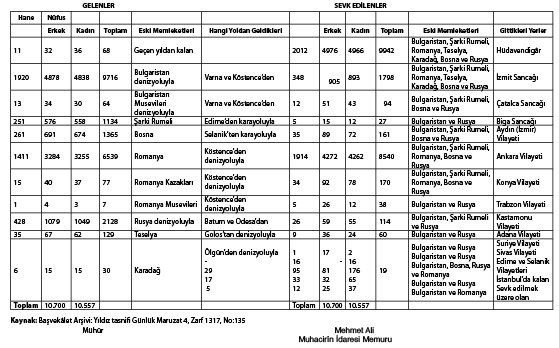 GELENLER SEVK EDİLENLER
Hane Nüfus
Erkek Kadın Toplam Eski Memleketleri Hangi Yoldan Geldikleri Erkek Kadın Toplam Eski Memleketleri Gittikleri Yerler
11 32 36 68 Geçen yıldan kalan 2012 4976 4966 9942 Bulgaristan, Şarki Rumeli, Romanya, Teselya, Karadağ, Bosna ve Rusya Hüdavendigâr
1920 4878 4838 9716 Bulgaristan denizyoluyla Varna ve Köstence'den 348 905 893 1798 Bulgaristan, Şarki Rumeli, Romanya, Teselya, Karadağ, Bosna ve Rusya İzmit Sancağı
13 34 30 64 Bulgaristan Musevileri denizyoluyla Varna ve Köstence'den 12 51 43 94 Bulgaristan ve Rusya Çatalca Sancağı
251 576 558 1134 Şarki Rumeli Edirne'den karayoluyla 5 15 12 27 Bulgaristan ve Rusya Biga Sancağı
261 691 674 1365 Bosna Selanik'ten karayoluyla 35 89 72 161 Bulgaristan, Şarki Rumeli, Bosna ve Rusya Aydın (İzmir) Vilayeti
1411 3284 3255 6539 Romanya Köstence'den denizyoluyla 1914 4272 4262 8540 Bulgaristan, Şarki Rumeli, Romanya, Bosna ve Rusya Ankara Vilayeti
15 40 37 77 Romanya Kazakları Köstence'den denizyoluyla 34 92 78 170 Bulgaristan, Şarki Rumeli, Romanya, Bosna ve Rusya Konya Vilayeti
1 4 3 7 Romanya Musevileri Köstence'den denizyoluyla 5 26 12 38 Bulgaristan ve Rusya Trabzon Vilayeti
428 1079 1049 2128 Rusya denizyoluyla Batum ve Odesa'dan 26 59 55 114 Bulgaristan, Şarki Rumeli ve Rusya Kastamonu Vilayeti
35 67 62 129 Teselya Golos'tan denizyoluyla 9 36 24 60 Bulgaristan ve Rusya Adana Vilayeti
6 15 15 30 Karadağ Ölgün'den denizyoluyla 1 17 2 19 Bulgaristan ve Rusya Suriye Vilayeti
- 16 - 16 Bulgaristan ve Rusya Sivas Vilayeti
29 95 81 176 Bulgaristan, Bosna, Rusya ve Romanya Edirne ve Selanik Vilayetleri
17 33 32 65 Bulgaristan ve Rusya İstanbul'da kalan
5 12 25 37 Bulgaristan ve Romanya Sevk edilmek üzere olan
Toplam 10.700 10.557 Toplam 10.700 10.557
Kaynak: Başvekâlet Arşivi: Yıldız tasnifi Günlük Maruzat 4, Zarf 1317, No:135
Mühür Mehmet Ali
Muhacirin İdaresi Memuru